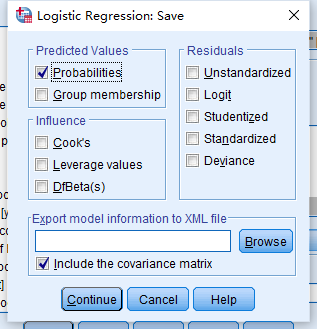 Logistic Regression: Save
Predicted Values
Probabilities
Group membership
Influence
Cook's
Leverage values
DfBeta(s)
Residuals
Unstandardized
Logit
Studentized
Standardized
Deviance
Export model information to XML file
Browse
Include the covariance matrix
Continue Cancel Help